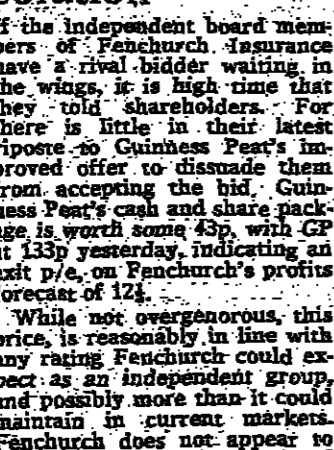 f the independent board mem-
bers of Fenchurch Insurance
have a rival bidder waiting in
the wings, it is high time that
they told shareholders. For
there is little in their latest
riposte to Guinness Peat's im-
proved offer to dissuade them
from accepting the bid. Guin-
ness Peat's cash and share pack-
age is worth some 43p, with GP
at 133p yesterday, indicating an
exit p/e, on Fenchurch's profits
forecast of 12½.
While not overgenorous, this
price, is reasonably in line with
any rating Fenchurch could ex-
pect as an independent group,
and possibly more than it could
maintain in current markets.
Fenchurch does not appear to